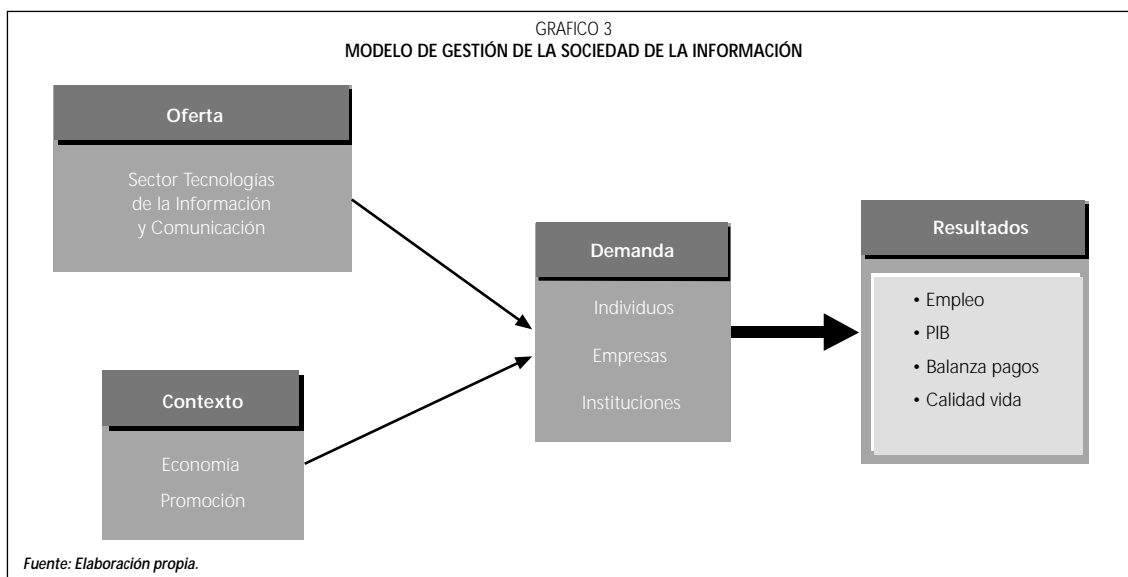 GRAFICO 3
MODELO DE GESTIÓN DE LA SOCIEDAD DE LA INFORMACIÓN
Oferta
Sector Tecnologías
de la Información
y Comunicación
Contexto
Economía
Promoción
Demanda
Individuos
Empresas
Instituciones
Resultados
• Empleo
• PIB
• Balanza pagos
• Calidad vida
Fuente: Elaboración propia.